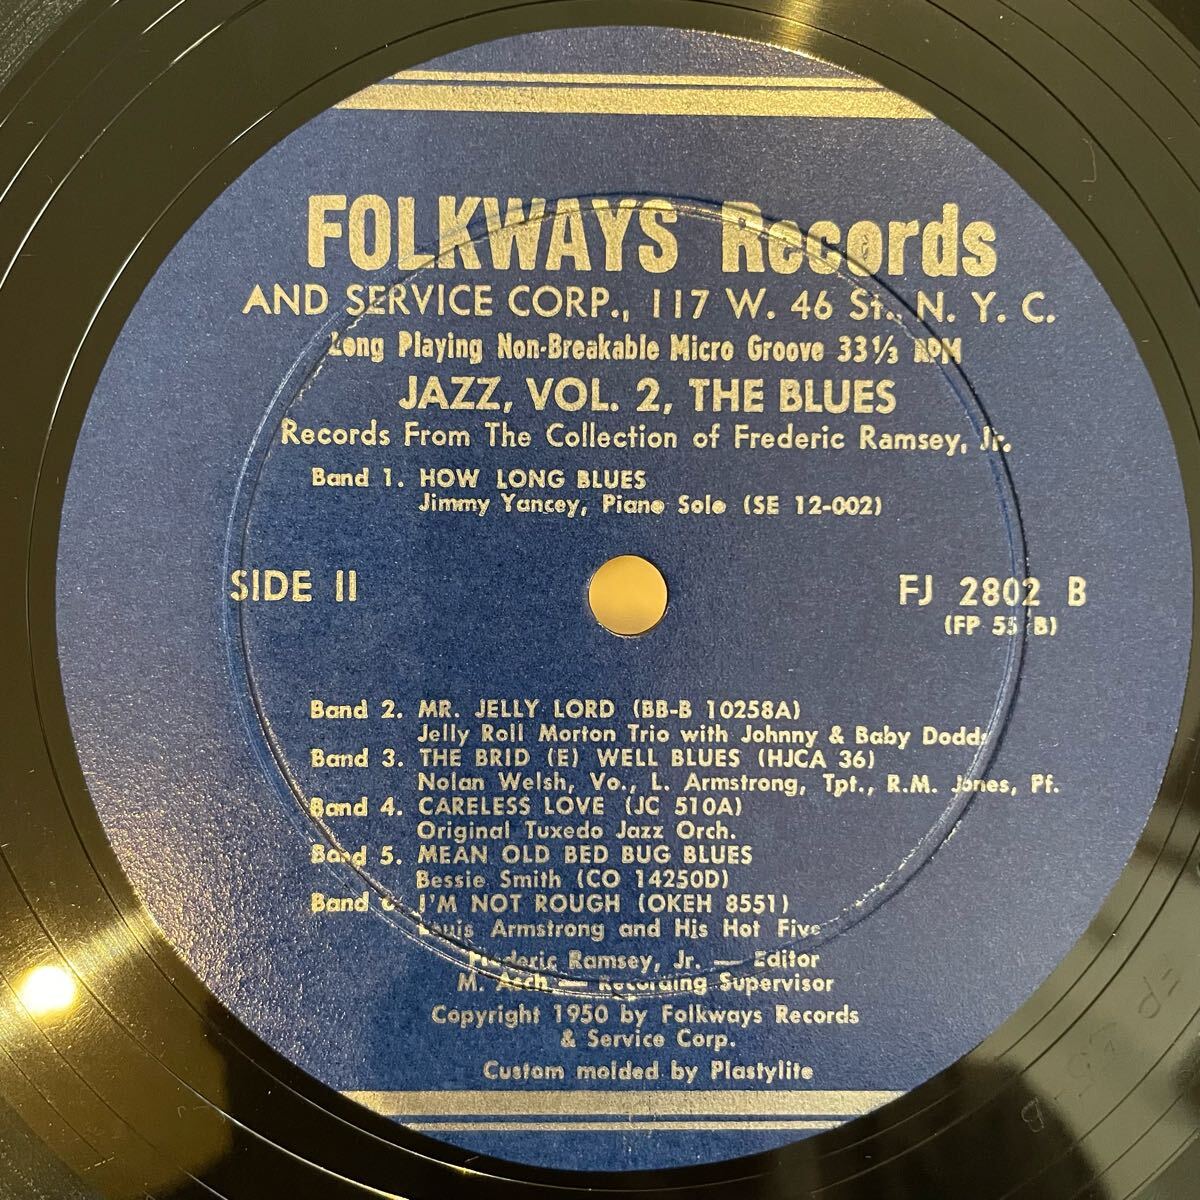 FOLKWAYS Records
AND SERVICE CORP., 117 W. 46 St., N. Y. C.
Long Playing Non-Breakable Micro Groove 33⅓ RPM
JAZZ, VOL. 2, THE BLUES
Records From The Collection of Frederic Ramsey, Jr.
Band 1. HOW LONG BLUES
Jimmy Yancey, Piano Solo (SE 12-002)
SIDE II
FJ 2802 B
(FP 55 B)
Band 2. MR. JELLY LORD (BB-B 10258A)
Jelly Roll Morton Trio with Johnny & Baby Dodds
Band 3. THE BRID (E) WELL BLUES (HJCA 36)
Nolan Welsh, Vo., L. Armstrong, Tpt., R.M. Jones, Pf.
Band 4. CARELESS LOVE (JC 510A)
Original Tuxedo Jazz Orch.
Band 5. MEAN OLD BED BUG BLUES
Bessie Smith (CO 14250D)
Band 6. I'M NOT ROUGH (OKEH 8551)
Louis Armstrong and His Hot Five
Frederic Ramsey, Jr. — Editor
M. Asch — Recording Supervisor
Copyright 1950 by Folkways Records
& Service Corp.
Custom molded by Plastylite